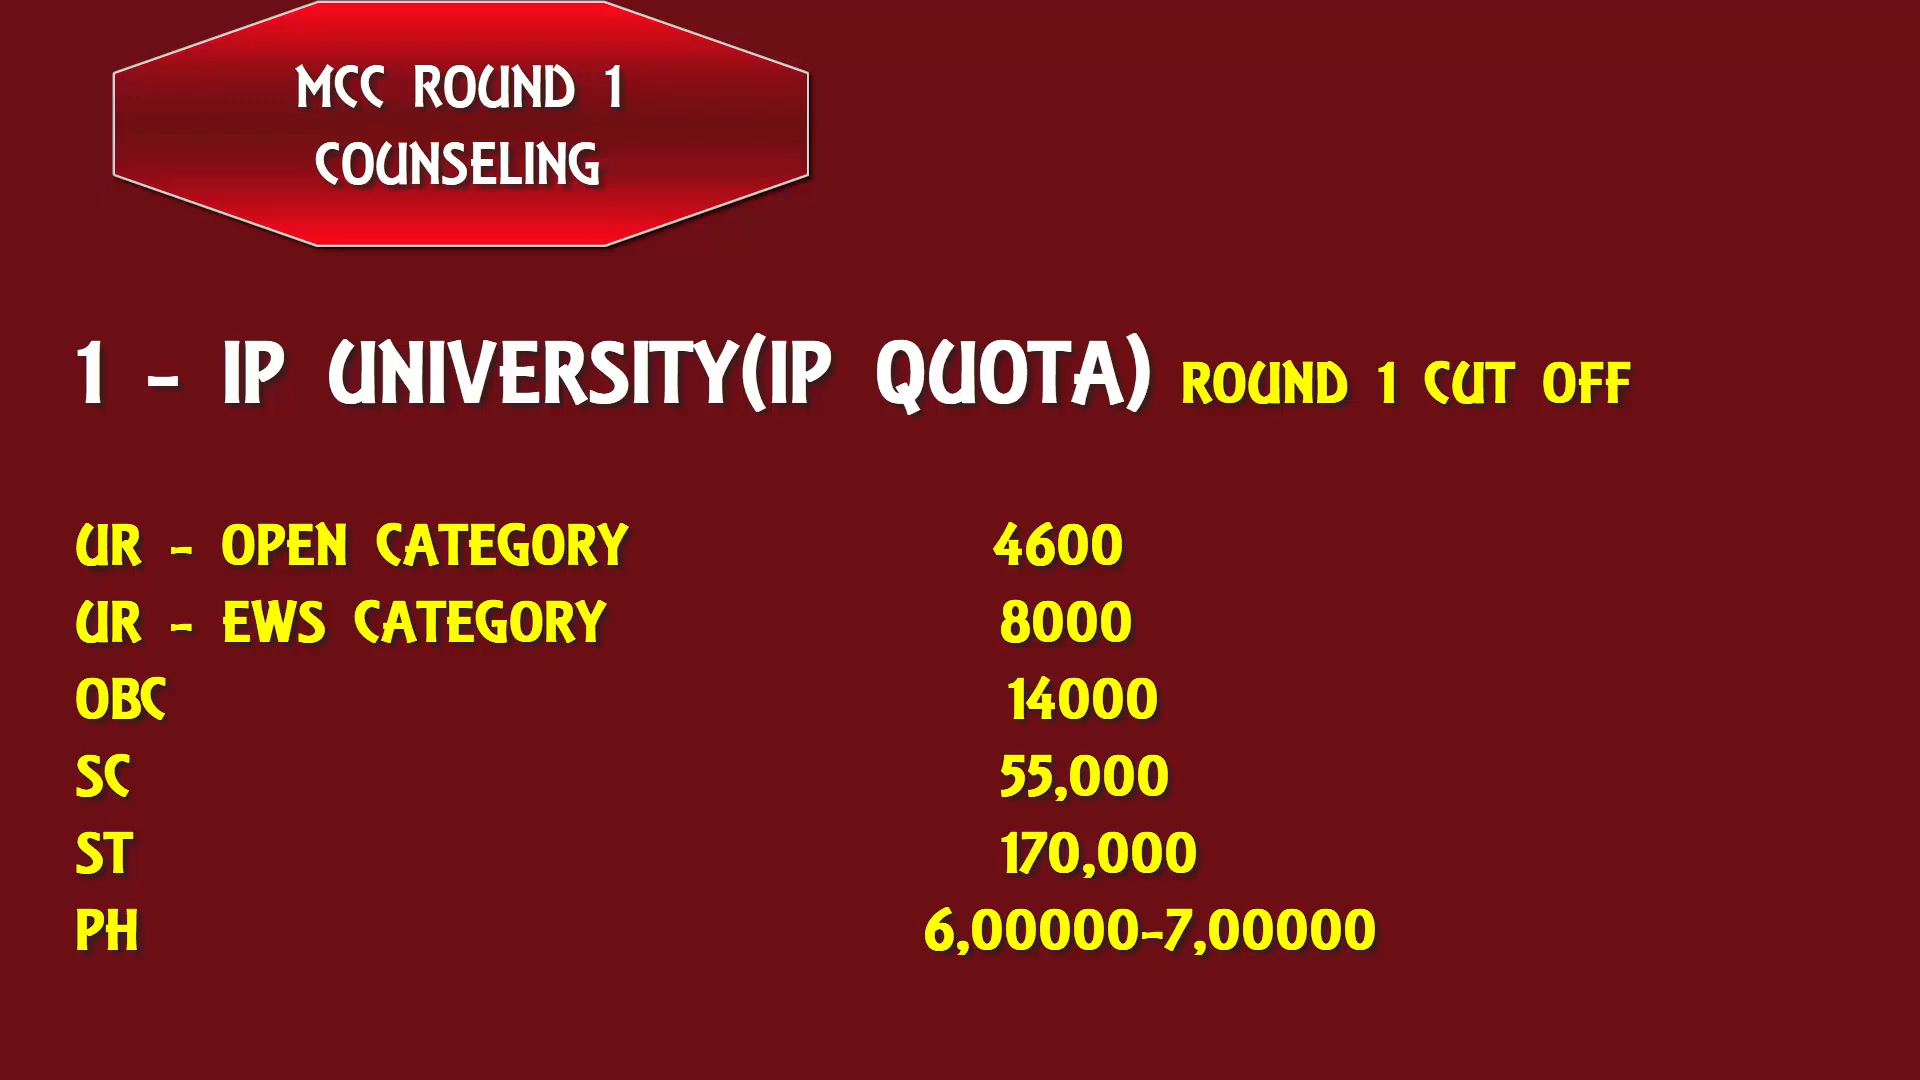 MCC ROUND 1
COUNSELING
1 - IP UNIVERSITY(IP QUOTA) ROUND 1 CUT OFF
UR - OPEN CATEGORY 4600
UR - EWS CATEGORY 8000
OBC 14000
SC 55,000
ST 170,000
PH 6,00000-7,00000